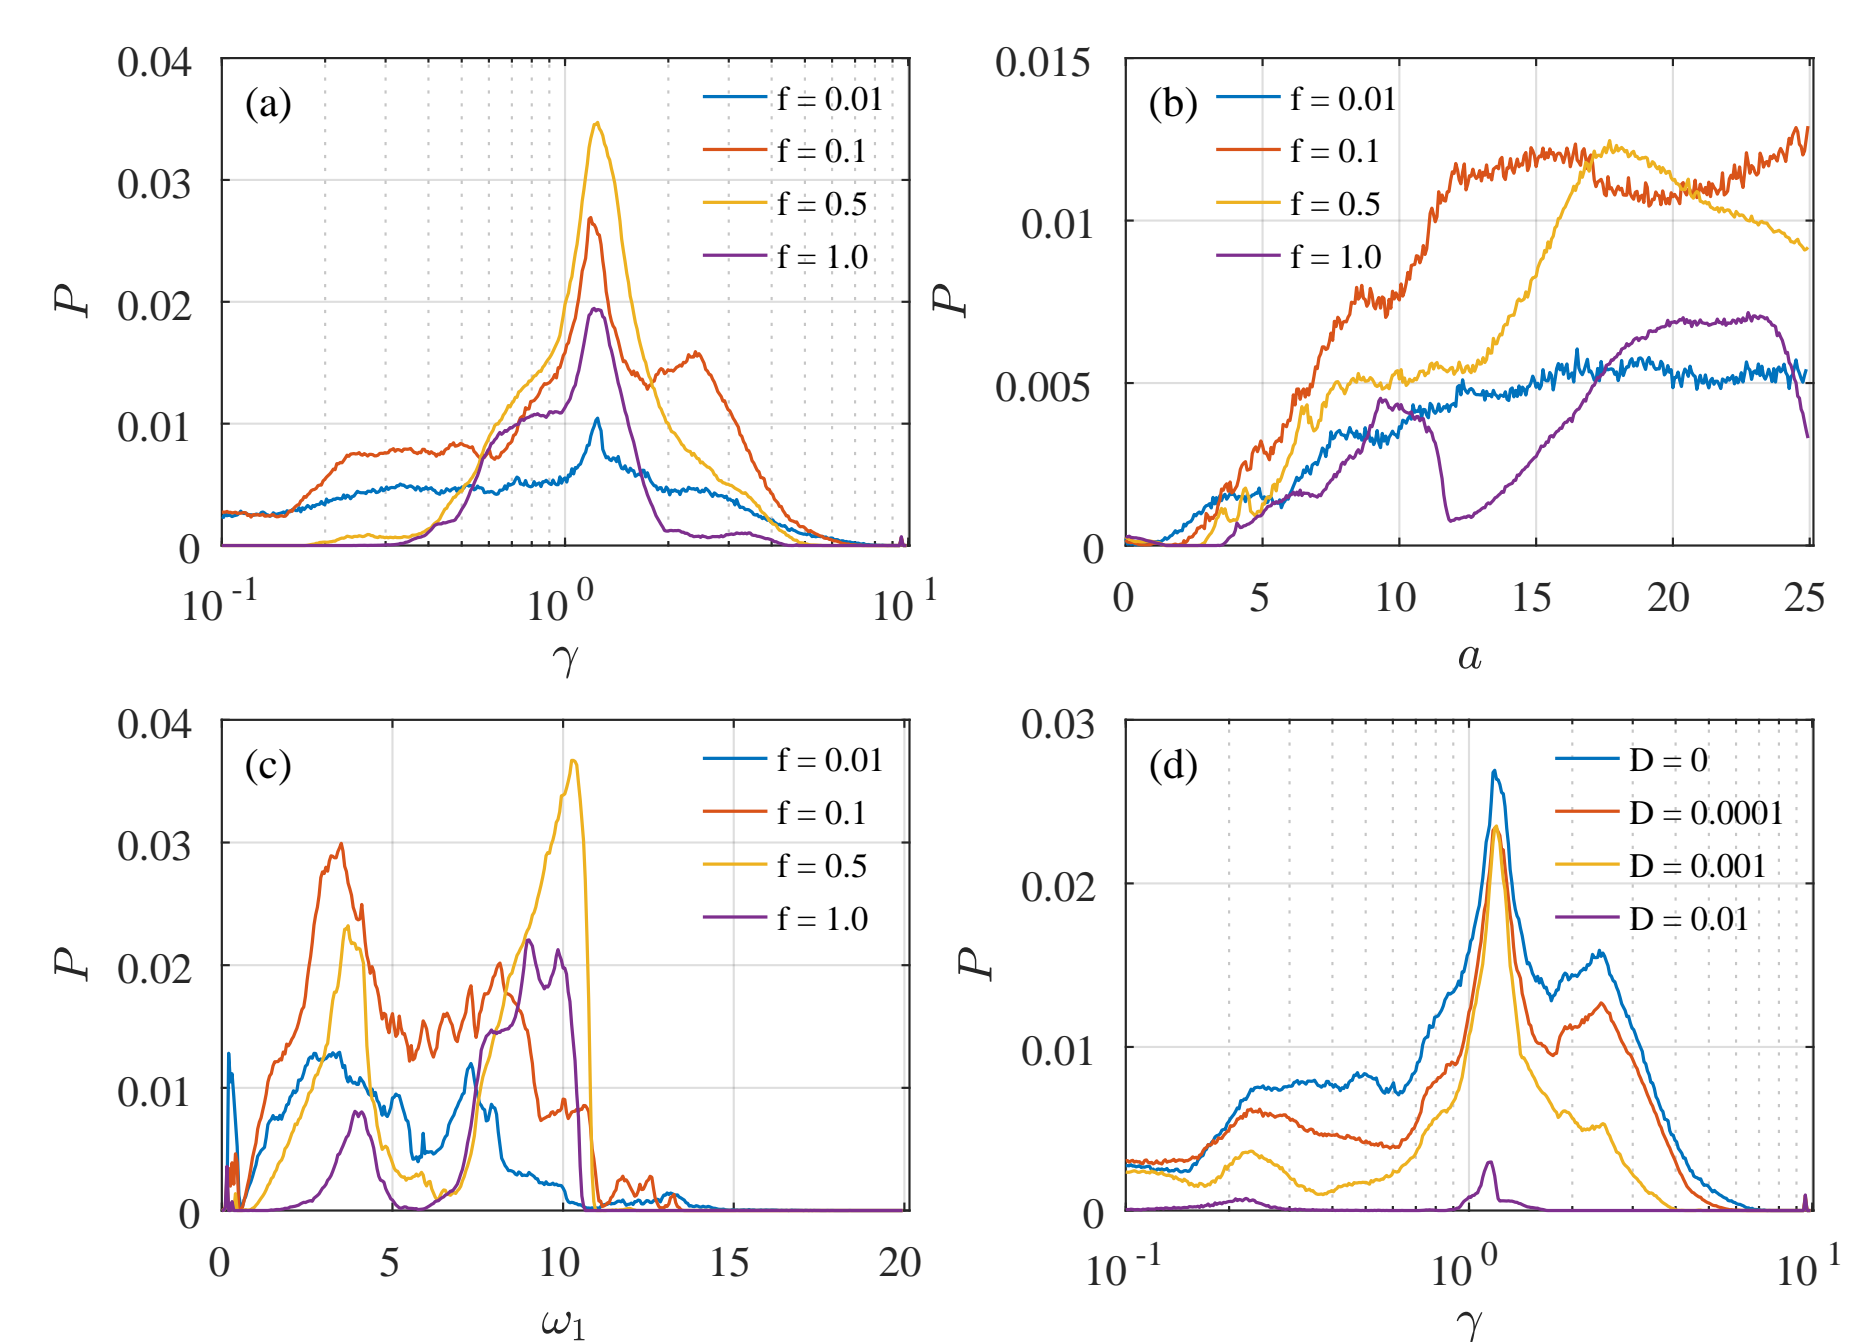 (a)
f = 0.01
f = 0.1
f = 0.5
f = 1.0
0.04
0.03
0.02
0.01
0
P
10^-1
10^0
10^1
γ
(b)
f = 0.01
f = 0.1
f = 0.5
f = 1.0
0.015
0.01
0.005
0
P
0
5
10
15
20
25
a
(c)
f = 0.01
f = 0.1
f = 0.5
f = 1.0
0.04
0.03
0.02
0.01
0
P
0
5
10
15
20
ω₁
(d)
D = 0
D = 0.0001
D = 0.001
D = 0.01
0.03
0.02
0.01
0
P
10^-1
10^0
10^1
γ